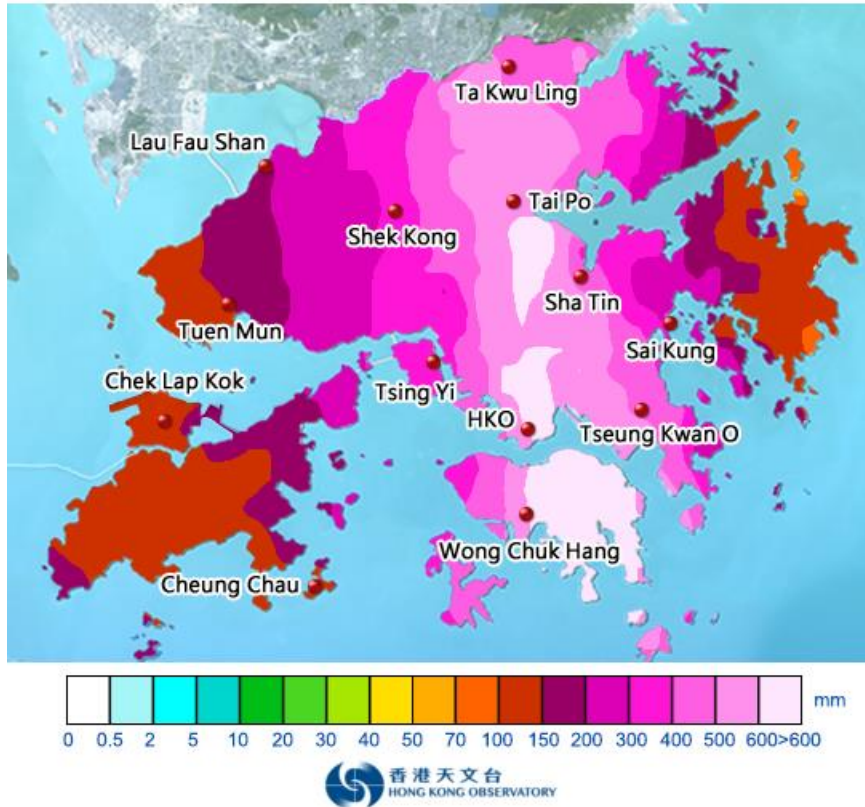 Ta Kwu Ling
Lau Fau Shan
Tai Po
Shek Kong
Sha Tin
Tuen Mun
Sai Kung
Chek Lap Kok
Tsing Yi
HKO
Tseung Kwan O
Wong Chuk Hang
Cheung Chau
mm
0 0.5 2 5 10 20 30 40 50 70 100 150 200 300 400 500 600>600
香港天文台
HONG KONG OBSERVATORY